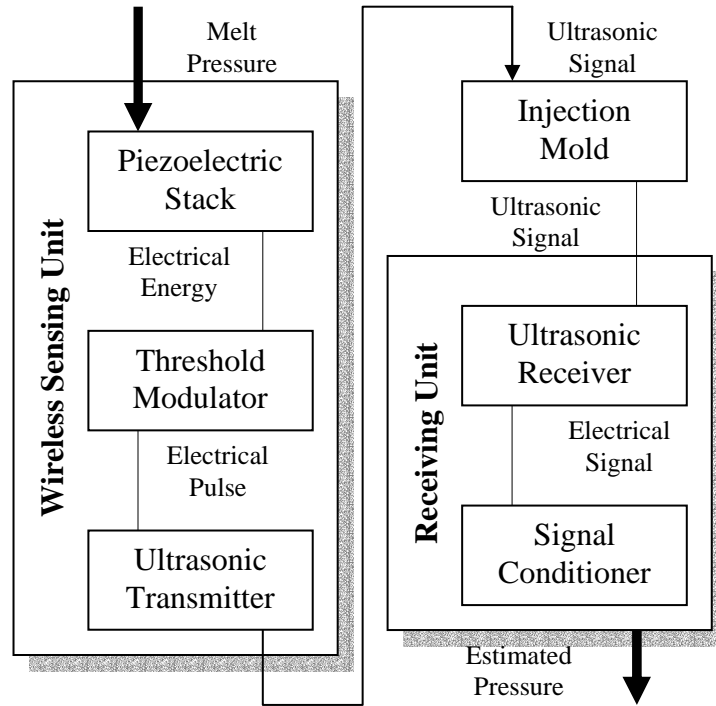 Melt
Pressure
Wireless Sensing Unit
Piezoelectric
Stack
Electrical
Energy
Threshold
Modulator
Electrical
Pulse
Ultrasonic
Transmitter
Ultrasonic
Signal
Injection
Mold
Ultrasonic
Signal
Receiving Unit
Ultrasonic
Receiver
Electrical
Signal
Signal
Conditioner
Estimated
Pressure